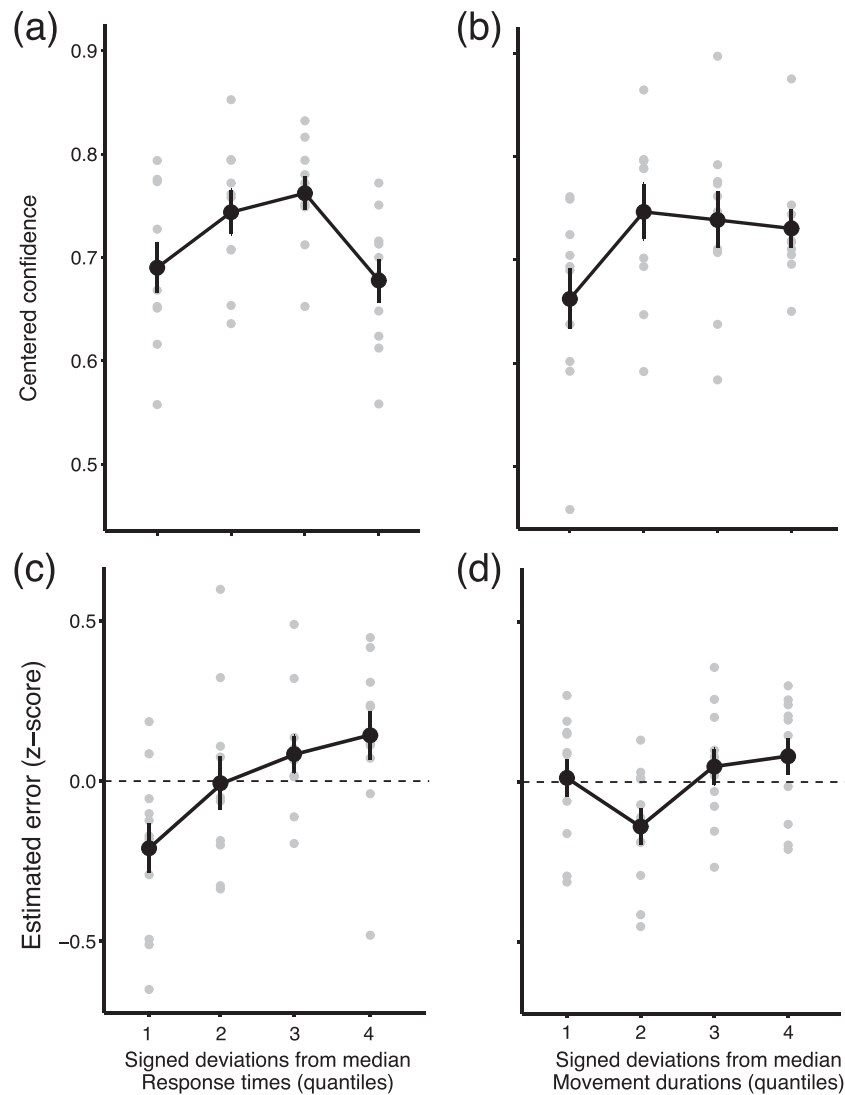 (a)
(b)
0.9
0.8
0.7
0.6
0.5
Centered confidence
(c)
(d)
0.5
0.0
−0.5
Estimated error (z−score)
1 2 3 4
1 2 3 4
Signed deviations from median
Response times (quantiles)
Signed deviations from median
Movement durations (quantiles)